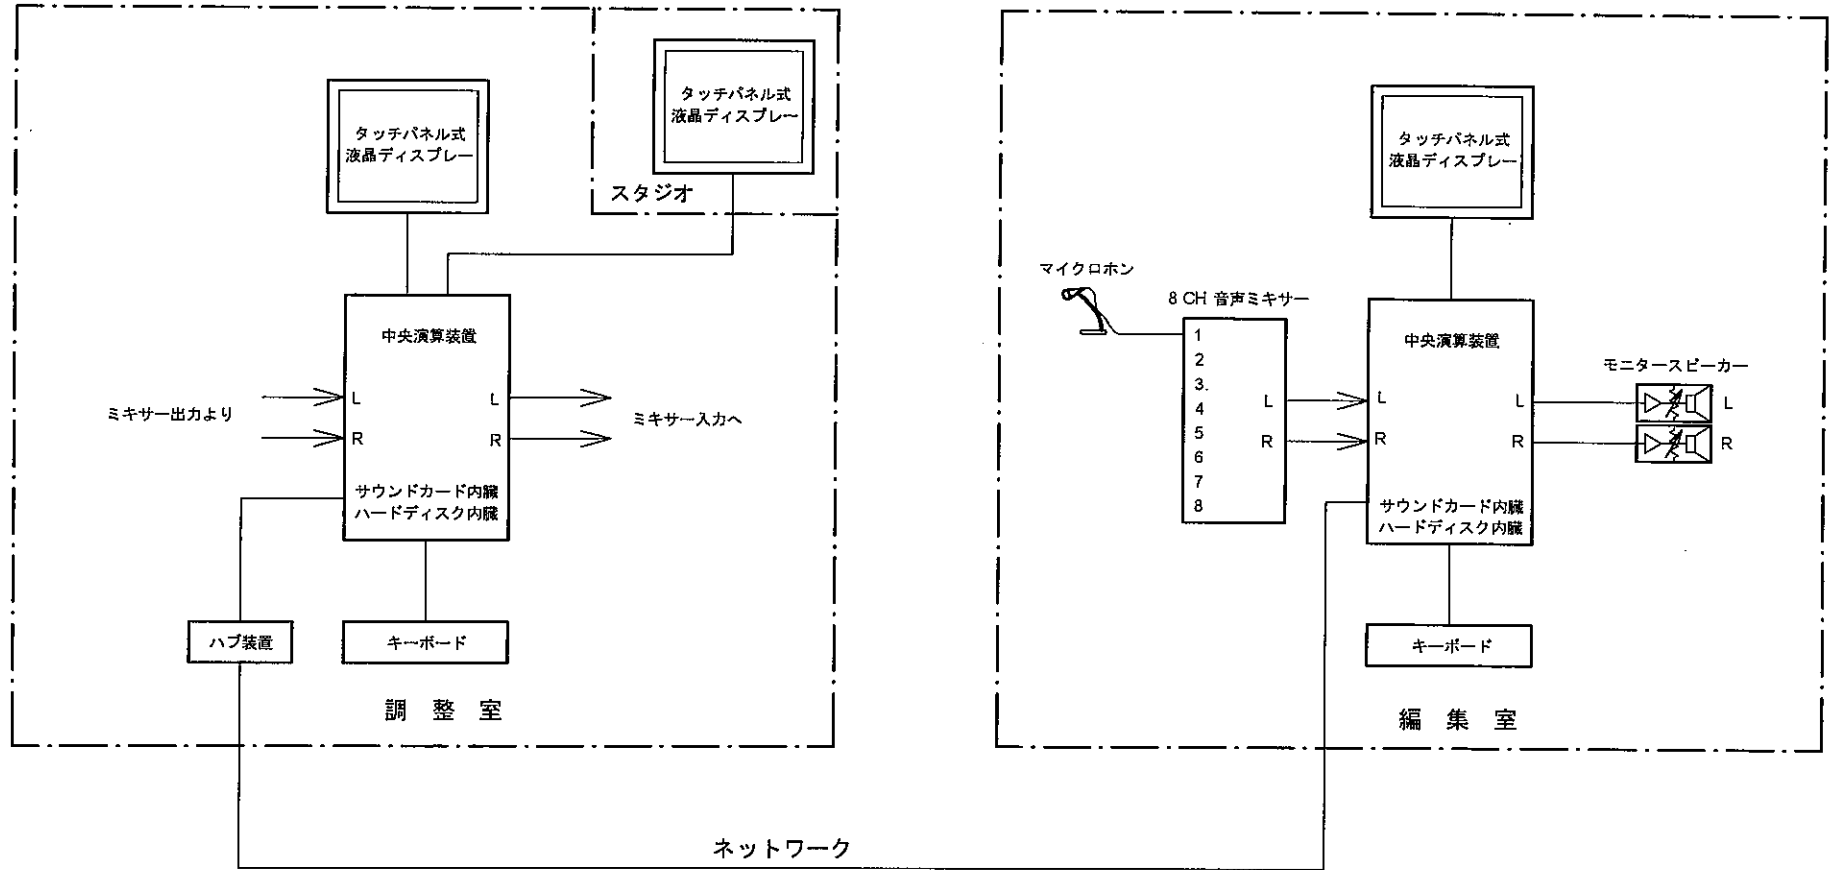 タッチパネル式
液晶ディスプレー
タッチパネル式
液晶ディスプレー
スタジオ
中央演算装置
ミキサー出力より
L
R
L
R
ミキサー入力へ
サウンドカード内臓
ハードディスク内臓
ハブ装置
キーボード
調 整 室
タッチパネル式
液晶ディスプレー
マイクロホン
8 CH 音声ミキサー
1
2
3
4
5
6
7
8
L
R
中央演算装置
L
R
L
R
サウンドカード内臓
ハードディスク内臓
モニタースピーカー
L
R
キーボード
編 集 室
ネットワーク